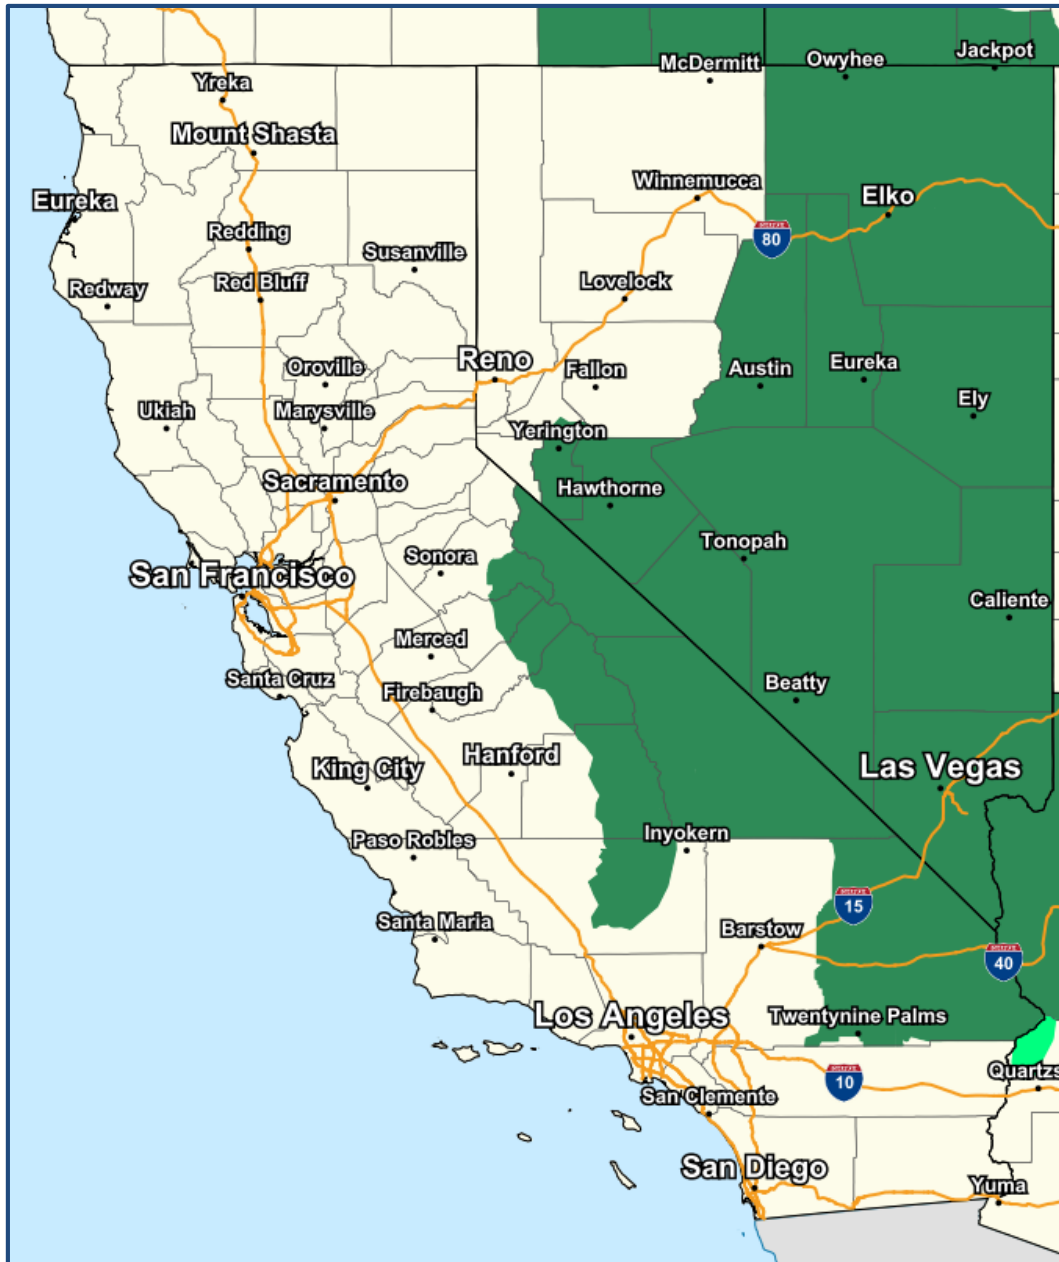 Jackpot
Owyhee
McDermitt
Yreka
Mount Shasta
Winnemucca
Elko
Eureka
Redding
80
Susanville
Red Bluff
Lovelock
Redway
Reno
Oroville
Fallon
Austin
Eureka
Ely
Ukiah
Marysville
Yerington
Sacramento
Hawthorne
Tonopah
Sonora
San Francisco
Caliente
Merced
Santa Cruz
Firebaugh
Beatty
Hanford
King City
Las Vegas
Paso Robles
Inyokern
15
Santa Maria
Barstow
40
Los Angeles
Twentynine Palms
Quartzs
10
San Clemente
San Diego
Yuma